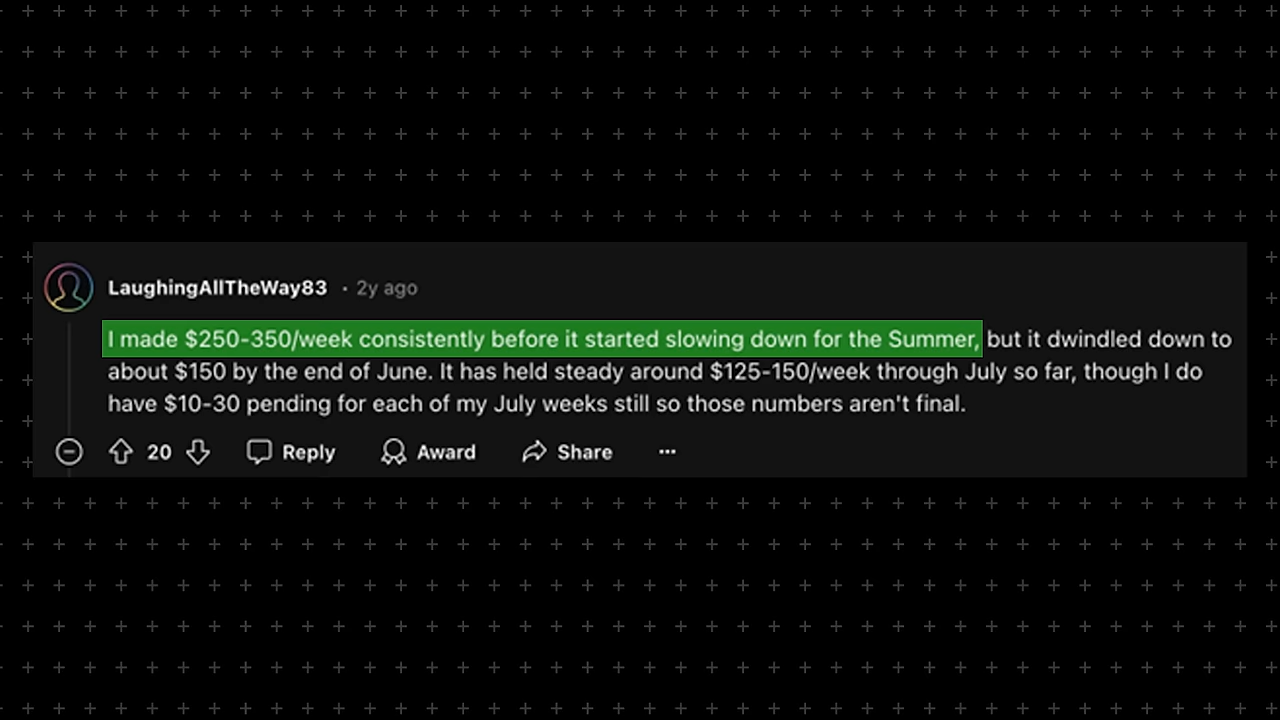 LaughingAllTheWay83 · 2y ago
I made $250-350/week consistently before it started slowing down for the Summer, but it dwindled down to
about $150 by the end of June. It has held steady around $125-150/week through July so far, though I do
have $10-30 pending for each of my July weeks still so those numbers aren't final.
20 Reply Award Share ...